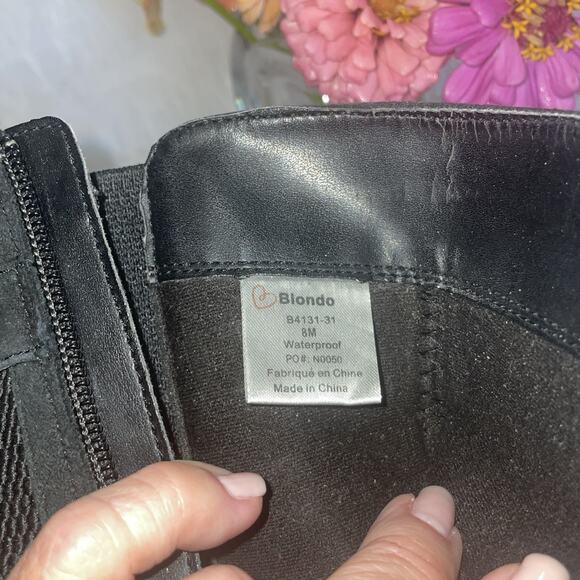 Blondo
B4131-31
8M
Waterproof
PO#: N0050
Fabriqué en Chine
Made in China